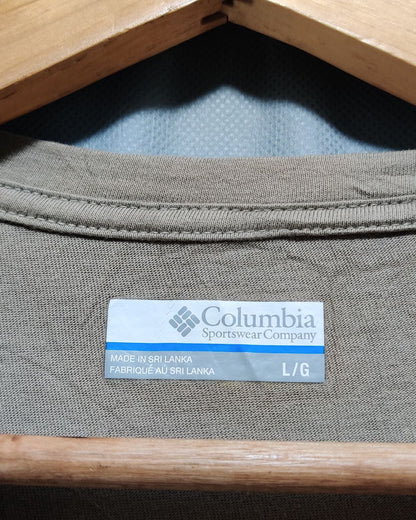 Columbia
Sportswear Company
MADE IN SRI LANKA
FABRIQUÉ AU SRI LANKA
L/G